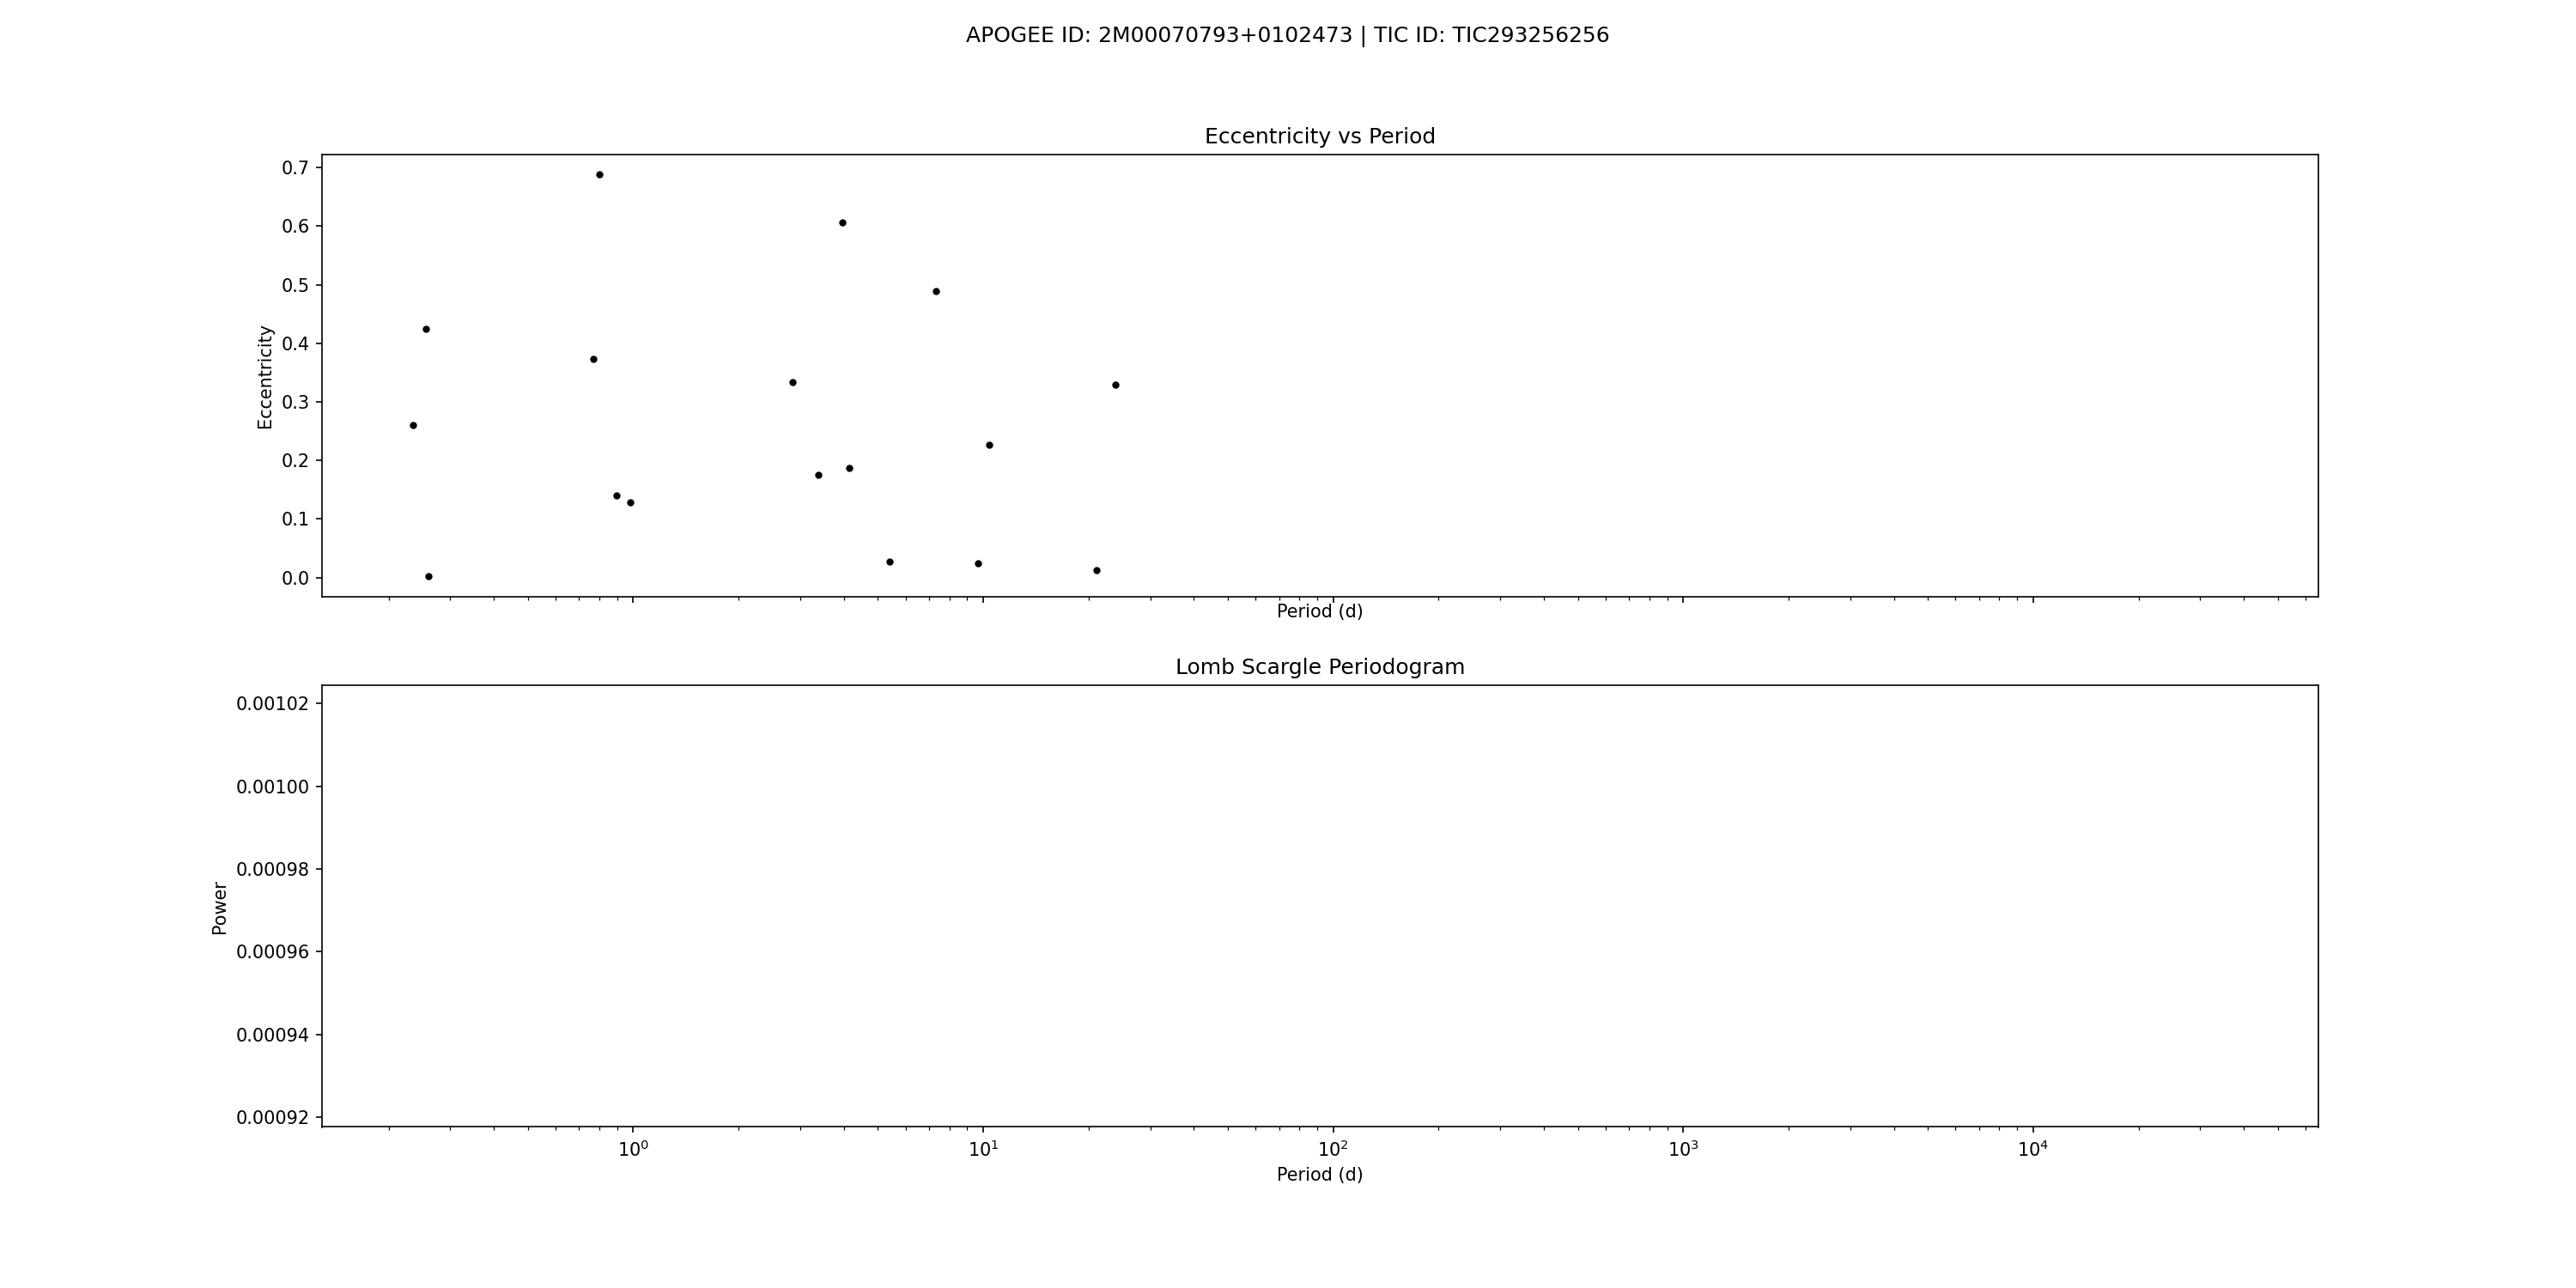 APOGEE ID: 2M00070793+0102473 | TIC ID: TIC293256256
Eccentricity vs Period
0.7
0.6
0.5
0.4
0.3
0.2
0.1
0.0
Eccentricity
Period (d)
Lomb Scargle Periodogram
0.00102
0.00100
0.00098
0.00096
0.00094
0.00092
Power
10⁰ 10¹ 10² 10³ 10⁴
Period (d)